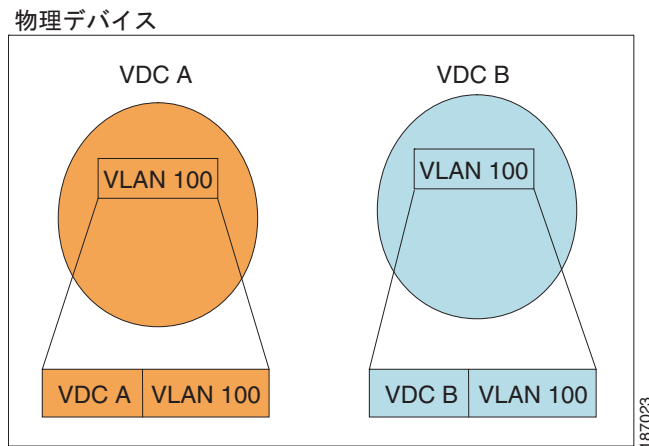 物理デバイス
VDC A
VDC B
VLAN 100
VLAN 100
VDC A VLAN 100
VDC B VLAN 100
187023